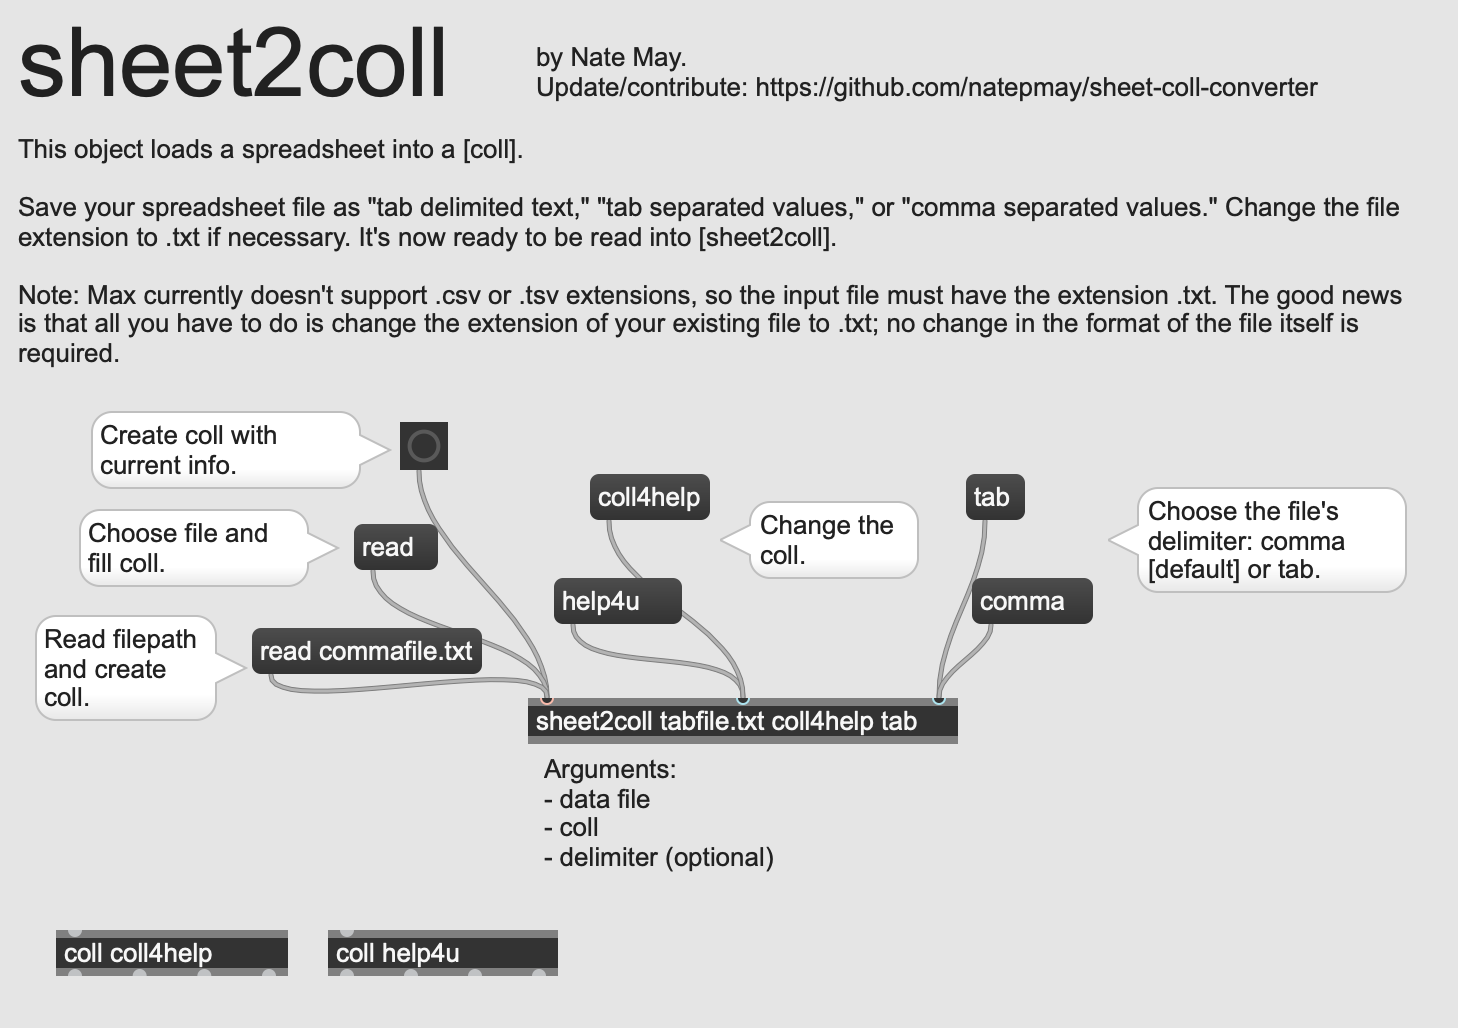 sheet2coll
by Nate May.
Update/contribute: https://github.com/natepmay/sheet-coll-converter
This object loads a spreadsheet into a [coll].
Save your spreadsheet file as "tab delimited text," "tab separated values," or "comma separated values." Change the file
extension to .txt if necessary. It's now ready to be read into [sheet2coll].
Note: Max currently doesn't support .csv or .tsv extensions, so the input file must have the extension .txt. The good news
is that all you have to do is change the extension of your existing file to .txt; no change in the format of the file itself is
required.
Create coll with
current info.
Choose file and
fill coll.
read
Read filepath
and create
coll.
read commafile.txt
coll4help
help4u
Change the
coll.
tab
comma
Choose the file's
delimiter: comma
[default] or tab.
sheet2coll tabfile.txt coll4help tab
Arguments:
- data file
- coll
- delimiter (optional)
coll coll4help
coll help4u